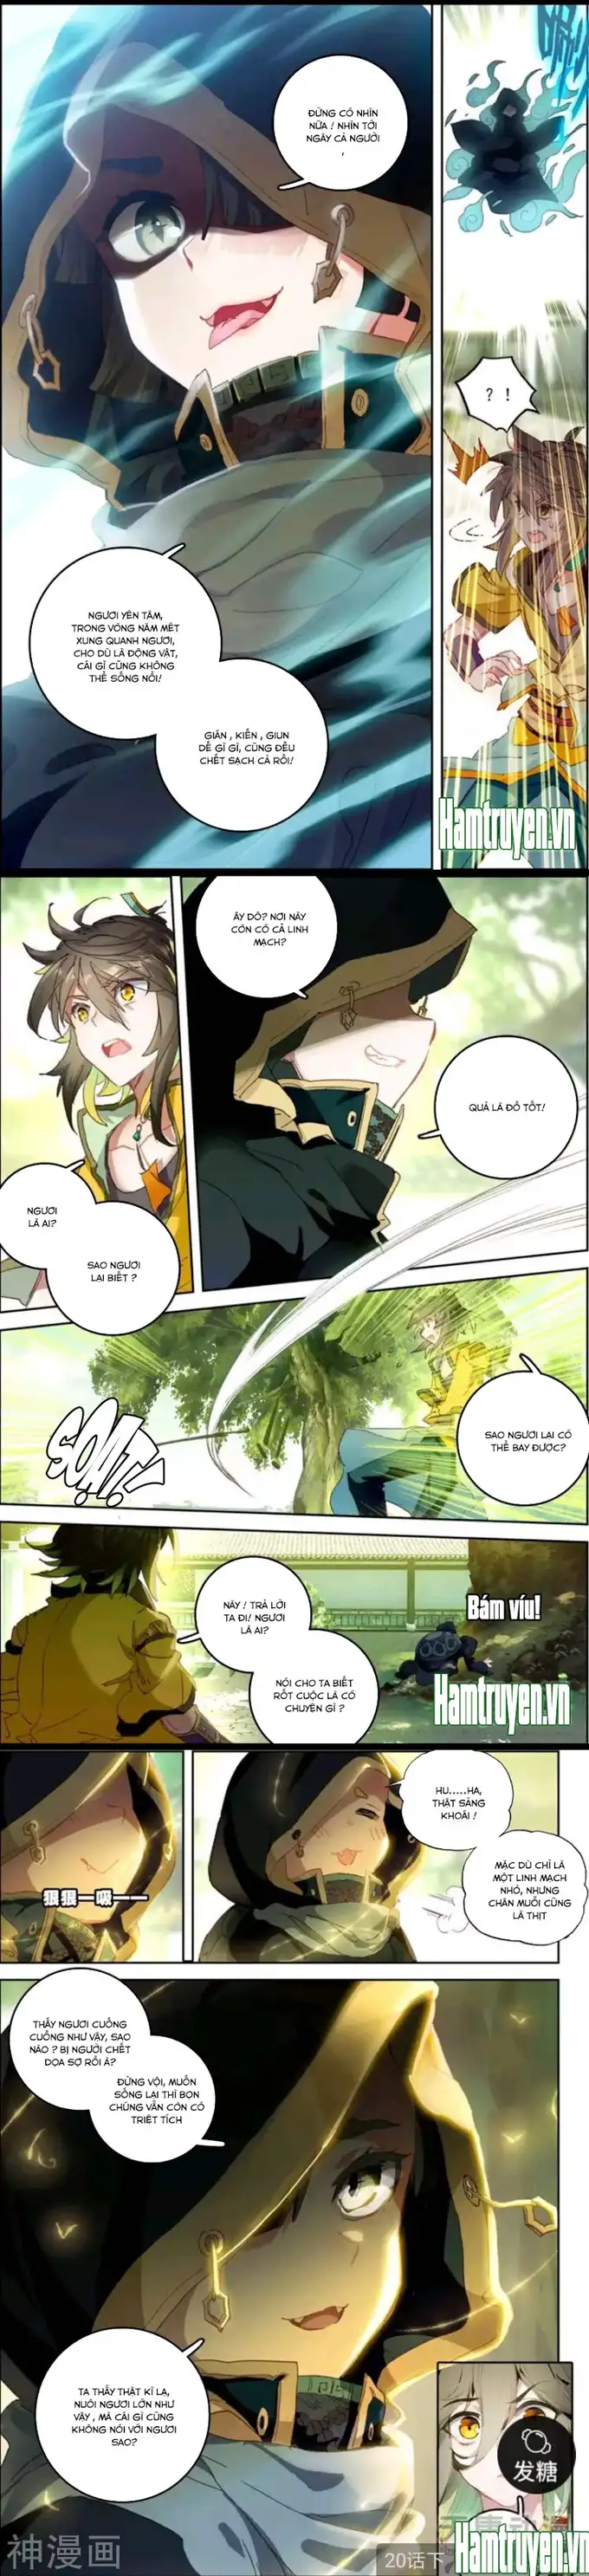 ĐỪNG CÓ NHÌN
NỮA ! NHÌN TỚI
NGÂY CẢ NGƯỜI
,
? !
NGƯƠI YÊN TÂM,
TRONG VÒNG NĂM MÉT
XUNG QUANH NGƯƠI,
CHO DÙ LÀ ĐỘNG VẬT,
CÁI GÌ CŨNG KHÔNG
THỂ SỐNG NỔI!
GIÁN , KIẾN , GIUN
DẾ GÌ GÌ, CŨNG ĐỀU
CHẾT SẠCH CẢ RỒI!
Hamtruyen.vn
ÂY DÔ? NƠI NÀY
CÒN CÓ CẢ LINH
MẠCH?
QUẢ LÀ ĐỒ TỐT!
NGƯƠI
LÀ AI?
SAO NGƯƠI
LẠI BIẾT ?
SOẠT!
SAO NGƯƠI LẠI CÓ
THỂ BAY ĐƯỢC?
NÀY ! TRẢ LỜI
TA ĐI! NGƯƠI
LÀ AI?
Bám víu!
NÓI CHO TA BIẾT
RỐT CUỘC LÀ CÓ
CHUYỆN GÌ ?
Hamtruyen.vn
HU.....HA,
THẬT SẢNG
KHOÁI !
狠狠一吸——
MẶC DÙ CHỈ LÀ
MỘT LINH MẠCH
NHỎ, NHƯNG
CHÂN MUỖI CŨNG
LÀ THỊT
THẤY NGƯƠI CUỐNG
CUỒNG NHƯ VẬY, SAO
NÀO ? BỊ NGƯỜI CHẾT
DỌA SỢ RỒI À?
ĐỪNG VỘI, MUỐN
SỐNG LẠI THÌ BỌN
CHÚNG VẪN CÒN CÓ
TRIỆT TÍCH
TA THẤY THẬT KÌ LẠ,
NUÔI NGƯƠI LỚN NHƯ
VẬY , MÀ CÁI GÌ CŨNG
KHÔNG NÓI VỚI NGƯƠI
SAO?
发糖
神漫画
20话下
Hamtruyen.vn